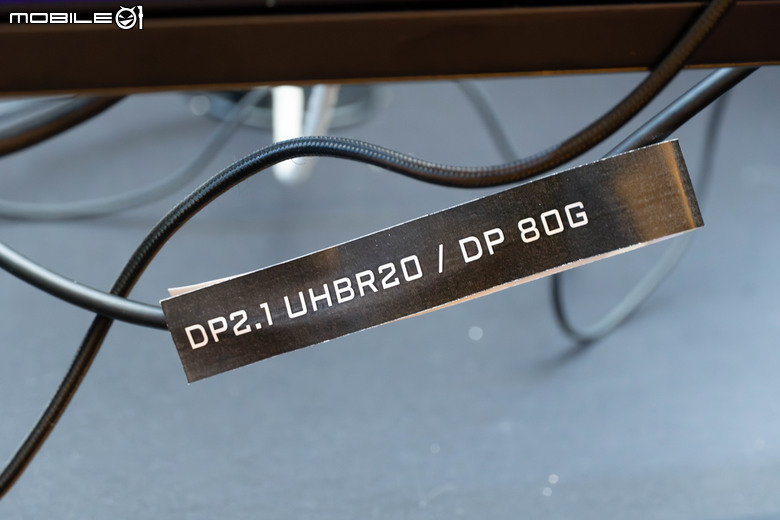 MOBILE01
DP2.1 UHBR20 / DP 80G